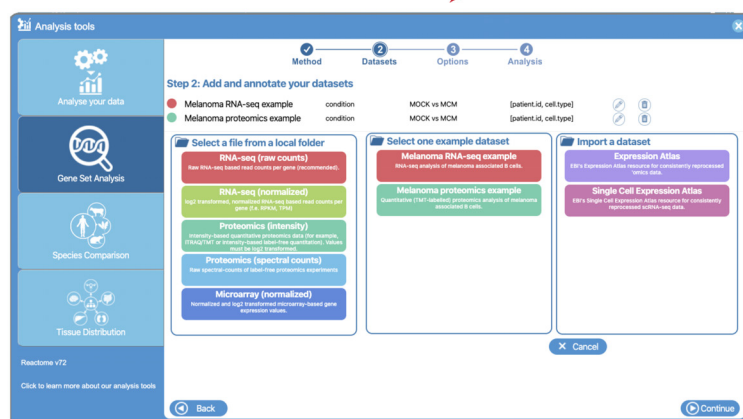 Analysis tools
Analyse your data
Gene Set Analysis
Species Comparison
Tissue Distribution
Reactome v72
Click to learn more about our analysis tools
2
3
4
Method
Datasets
Options
Analysis
Step 2: Add and annotate your datasets
Melanoma RNA-seq example condition MOCK vs MCM [patient.id, cell.type]
Melanoma proteomics example condition MOCK vs MCM [patient.id, cell.type]
Select a file from a local folder
RNA-seq (raw counts)
Raw RNA-seq based read counts per gene (recommended).
RNA-seq (normalized)
log2 transformed, normalized RNA-seq based read counts per
gene (f.e. RPKM, TPM)
Proteomics (intensity)
Intensity-based quantitative proteomics data (for example,
iTRAQ/TMT or intensity-based label-free quantitation). Values
must be log2 transformed.
Proteomics (spectral counts)
Raw spectral-counts of label-free proteomics experiments
Microarray (normalized)
Normalized and log2 transformed microarray-based gene
expression values.
Select one example dataset
Melanoma RNA-seq example
RNA-seq analysis of melanoma associated B cells.
Melanoma proteomics example
Quantitative (TMT-labelled) proteomics analysis of melanoma
associated B cells.
Import a dataset
Expression Atlas
EBI's Expression Atlas resource for consistently reprocessed
'omics data.
Single Cell Expression Atlas
EBI's Single Cell Expression Atlas resource for consistently
reprocessed scRNA-seq data.
X Cancel
Back
Continue